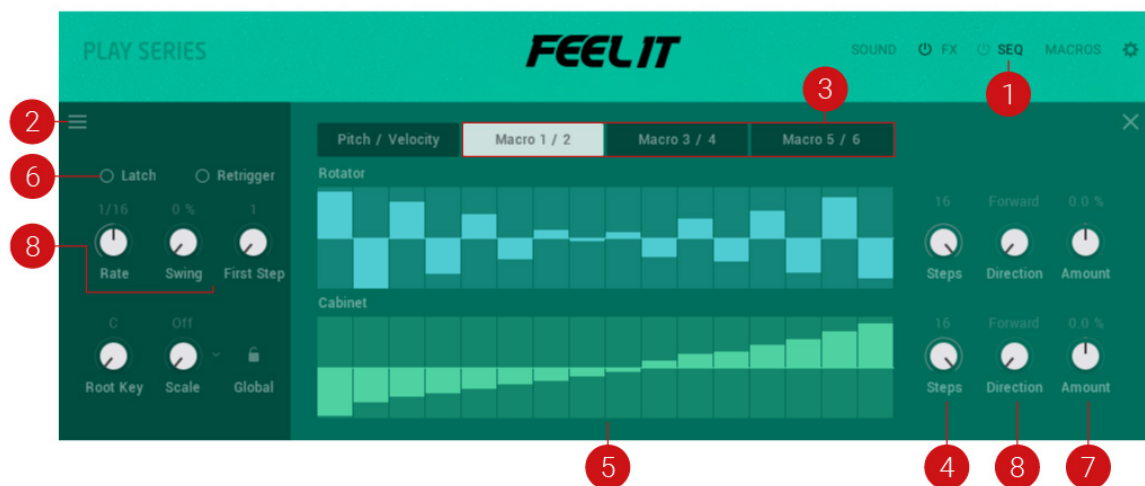 PLAY SERIES FEEL IT SOUND FX SEQ MACROS
3 1
2
Pitch / Velocity Macro 1 / 2 Macro 3 / 4 Macro 5 / 6
6 Latch Retrigger Rotator
1/16 0 % 1 16 Forward 0.0 %
8
Rate Swing First Step Steps Direction Amount
Cabinet
C Off 16 Forward 0.0 %
Root Key Scale Global Steps Direction Amount
5 4 8 7